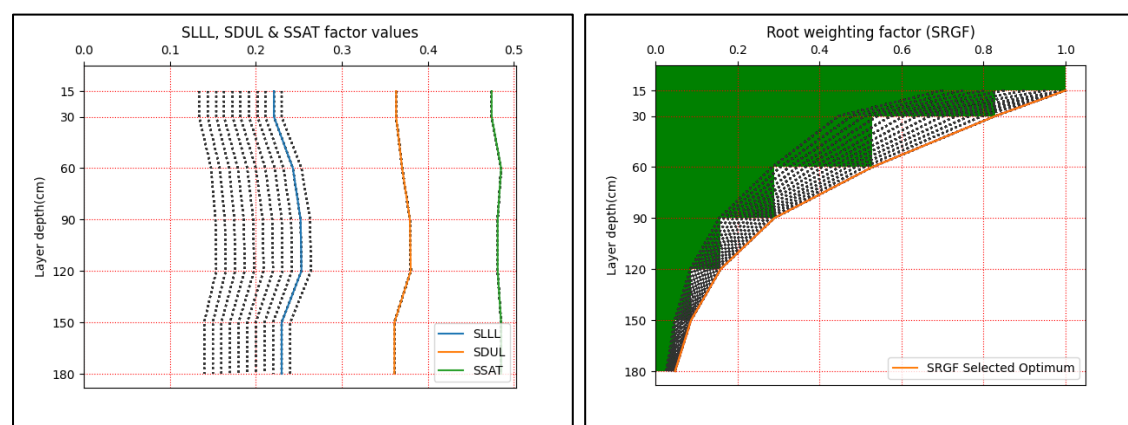 SLLL, SDUL & SSAT factor values
0.0 0.1 0.2 0.3 0.4 0.5
15
30
60
90
120
150
180
Layer depth(cm)
SLLL
SDUL
SSAT
Root weighting factor (SRGF)
0.0 0.2 0.4 0.6 0.8 1.0
15
30
60
90
120
150
180
Layer depth(cm)
SRGF Selected Optimum